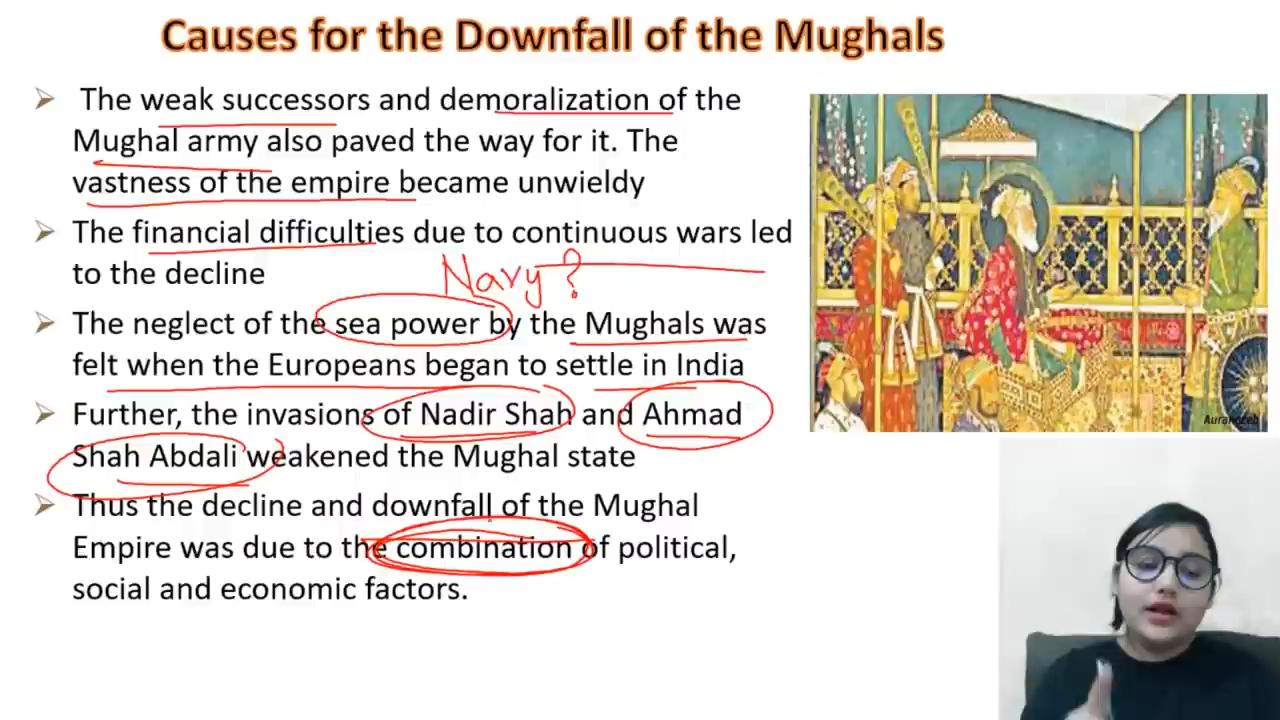 Causes for the Downfall of the Mughals
➤ The weak successors and demoralization of the
Mughal army also paved the way for it. The
vastness of the empire became unwieldy
➤ The financial difficulties due to continuous wars led
to the decline
Navy?
➤ The neglect of the sea power by the Mughals was
felt when the Europeans began to settle in India
➤ Further, the invasions of Nadir Shah and Ahmad
Shah Abdali weakened the Mughal state
➤ Thus the decline and downfall of the Mughal
Empire was due to the combination of political,
social and economic factors.
Aurangzeb